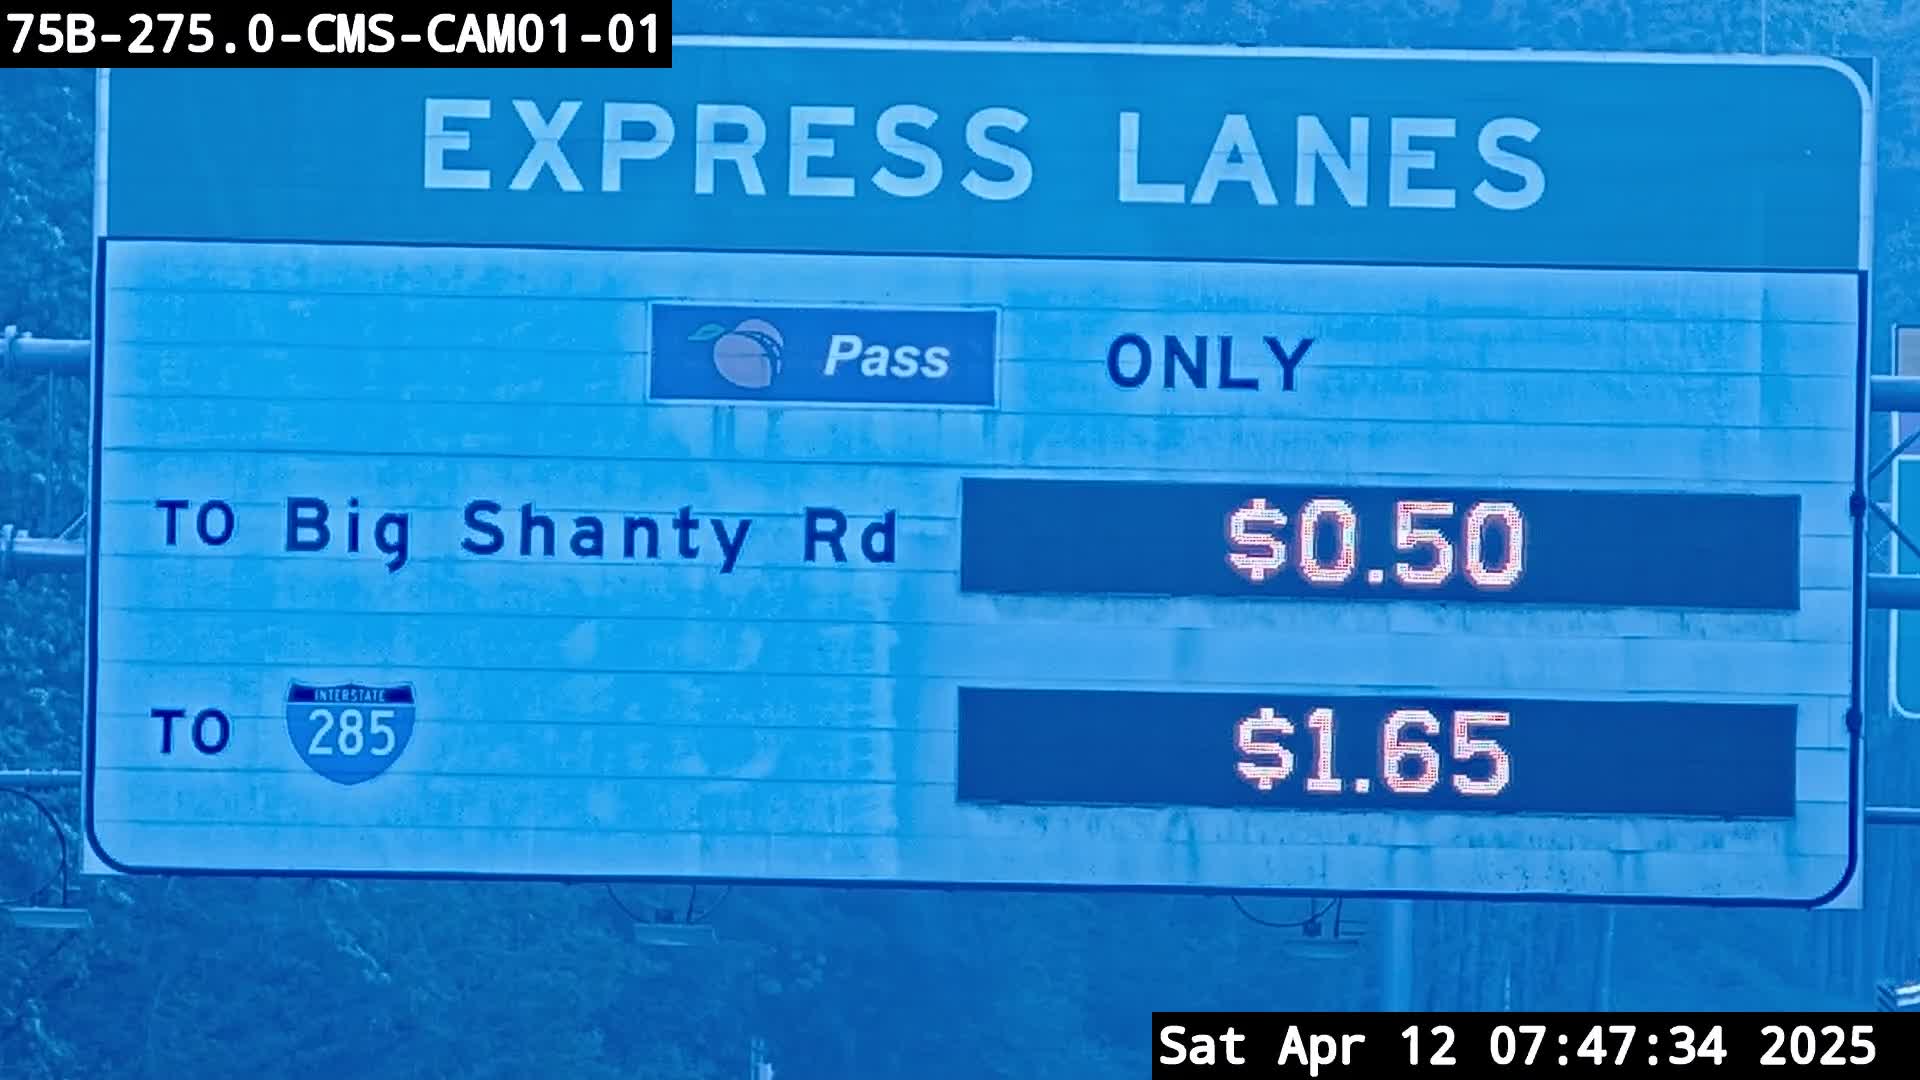 75B-275.0-CMS-CAM01-01
EXPRESS LANES
Pass ONLY
TO Big Shanty Rd $0.50
INTERSTATE
TO 285 $1.65
Sat Apr 12 07:47:34 2025